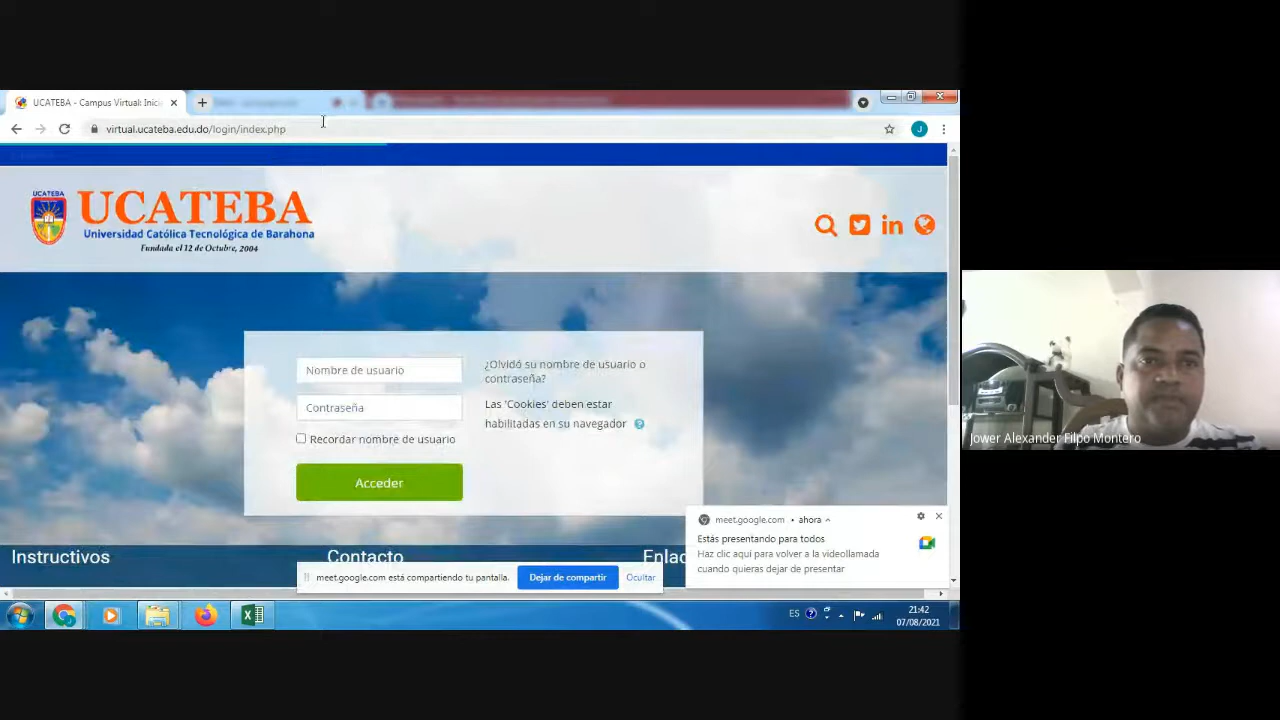 UCATEBA - Campus Virtual: Inici
virtual.ucateba.edu.do/login/index.php
J
UCATEBA
UCATEBA
Universidad Católica Tecnológica de Barahona
Fundada el 12 de Octubre, 2004
Nombre de usuario
Contraseña
Recordar nombre de usuario
Acceder
¿Olvidó su nombre de usuario o
contraseña?
Las 'Cookies' deben estar
habilitadas en su navegador
Instructivos
Contacto
Enlac
meet.google.com • ahora
Estás presentando para todos
Haz clic aquí para volver a la videollamada
cuando quieras dejar de presentar
meet.google.com está compartiendo tu pantalla.
Dejar de compartir
Ocultar
ES
21:42
07/08/2021
Jower Alexander Filpo Montero